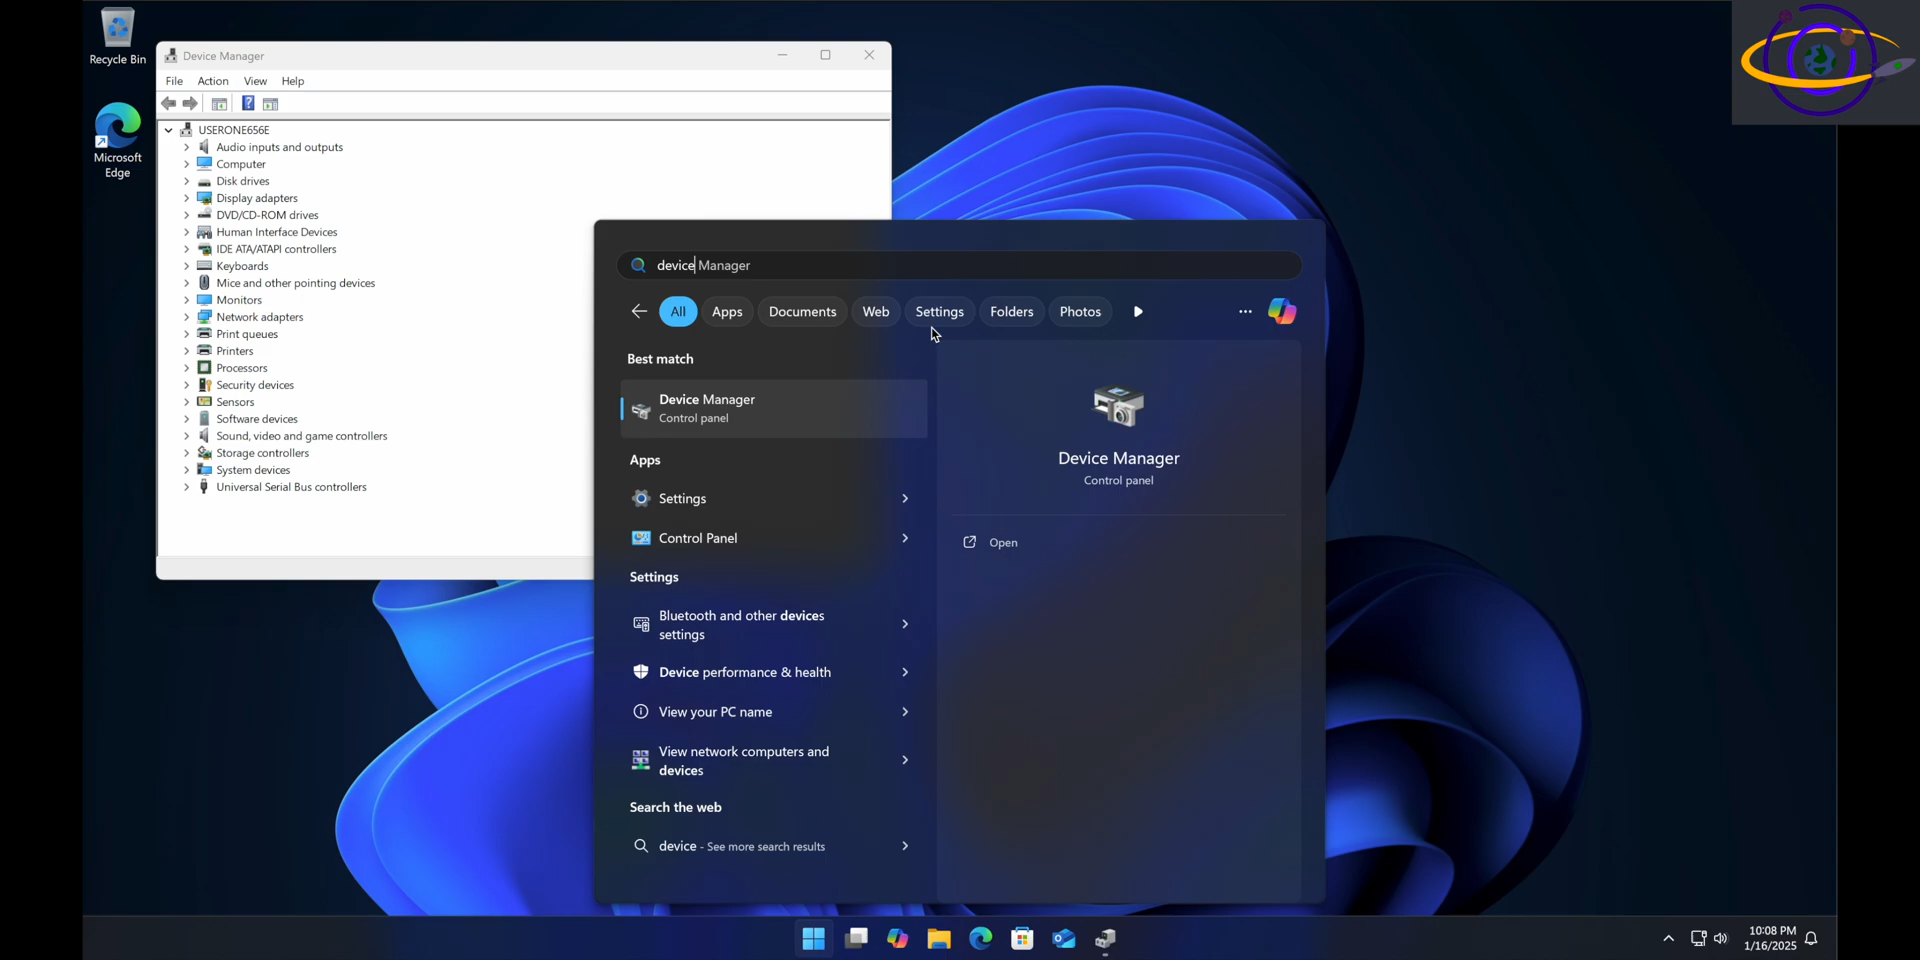 Recycle Bin
Microsoft
Edge
Device Manager
File Action View Help
USERONE656E
Audio inputs and outputs
Computer
Disk drives
Display adapters
DVD/CD-ROM drives
Human Interface Devices
IDE ATA/ATAPI controllers
Keyboards
Mice and other pointing devices
Monitors
Network adapters
Print queues
Printers
Processors
Security devices
Sensors
Software devices
Sound, video and game controllers
Storage controllers
System devices
Universal Serial Bus controllers
device Manager
All Apps Documents Web Settings Folders Photos
Best match
Device Manager
Control panel
Apps
Settings
Control Panel
Settings
Bluetooth and other devices
settings
Device performance & health
View your PC name
View network computers and
devices
Search the web
device - See more search results
Device Manager
Control panel
Open
10:08 PM
1/16/2025